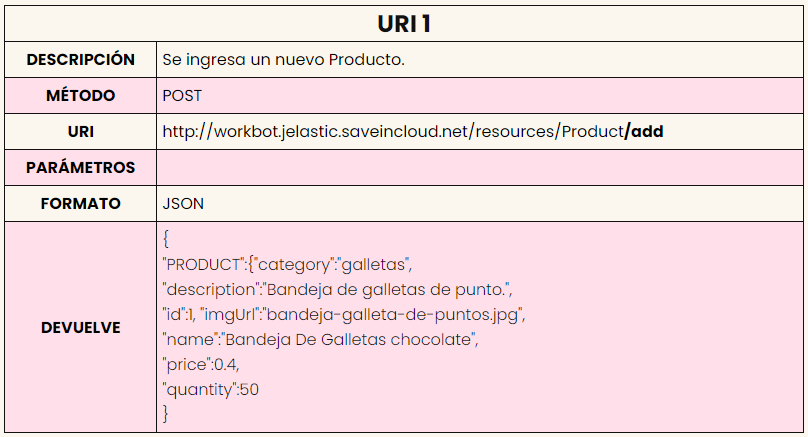 URI 1
DESCRIPCIÓN Se ingresa un nuevo Producto.
MÉTODO POST
URI http://workbot.jelastic.saveincloud.net/resources/Product/add
PARÁMETROS
FORMATO JSON
DEVUELVE
{
"PRODUCT":{"category":"galletas",
"description":"Bandeja de galletas de punto.",
"id":1, "imgUrl":"bandeja-galleta-de-puntos.jpg",
"name":"Bandeja De Galletas chocolate",
"price":0.4,
"quantity":50
}